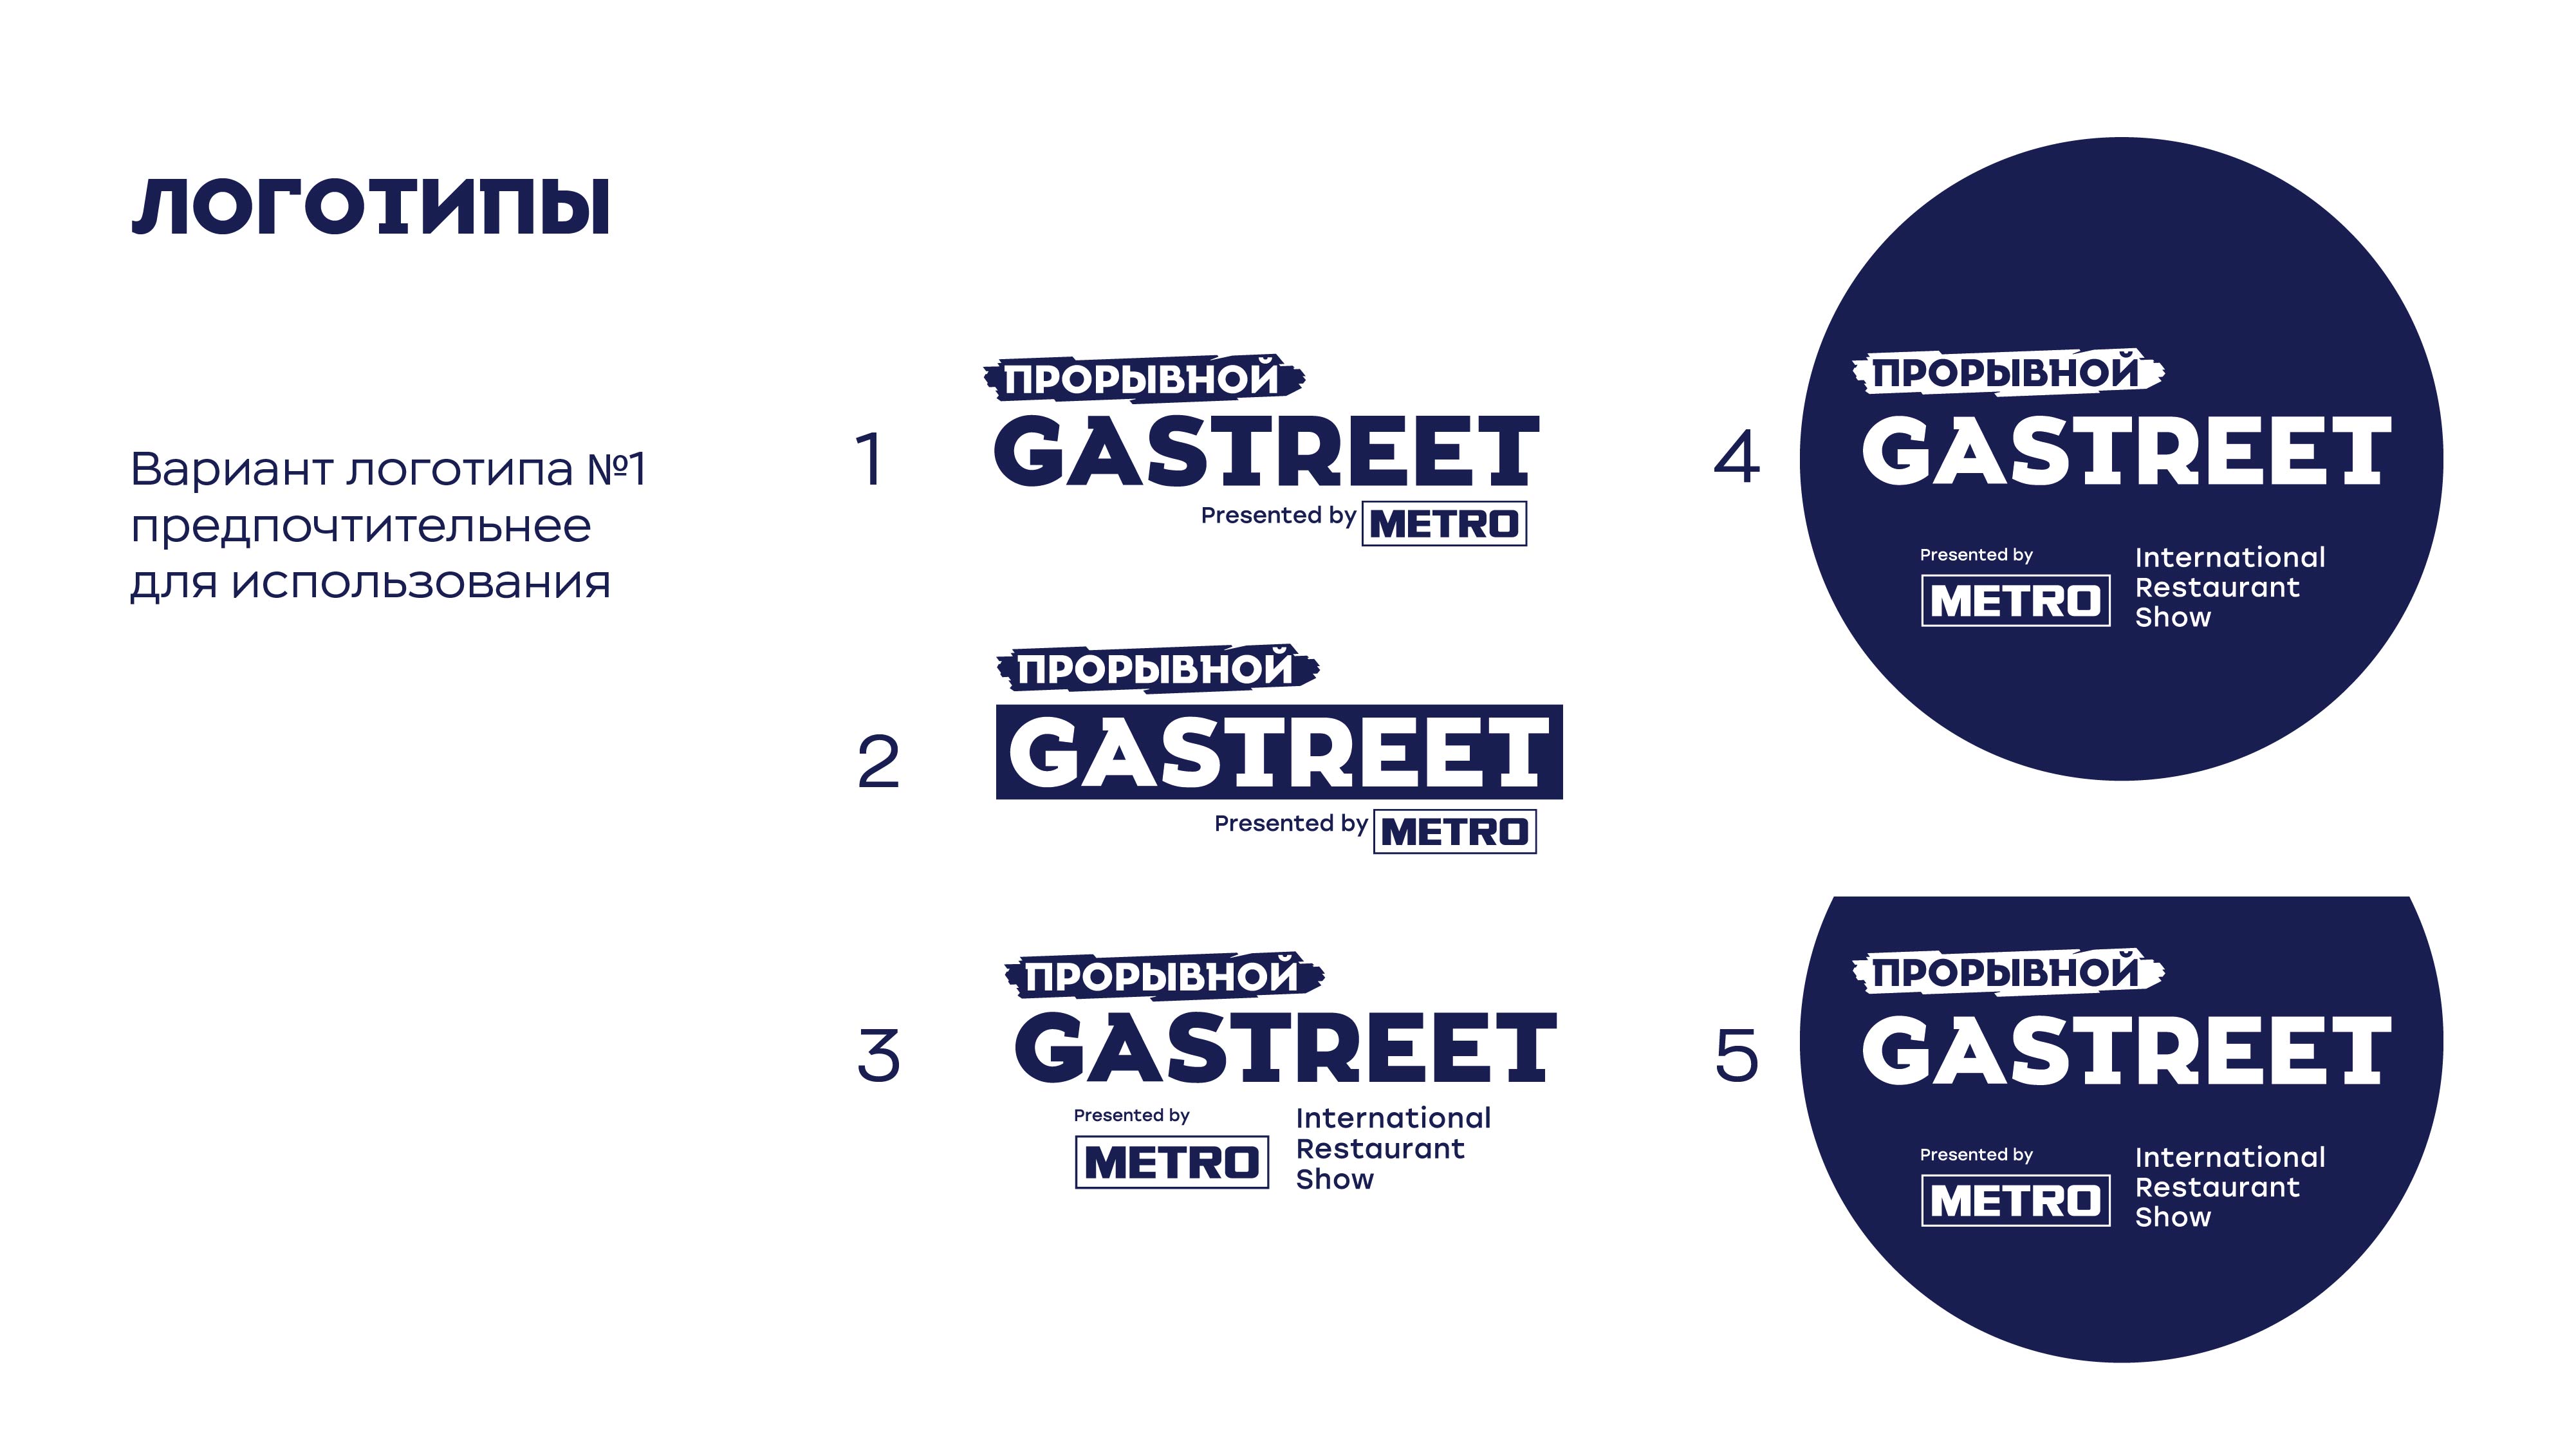 ЛОГОТИПЫ
Вариант логотипа №1
предпочтительнее
для использования
1
ПРОРЫВНОЙ
GASTREET
Presented by METRO
2
ПРОРЫВНОЙ
GASTREET
Presented by METRO
3
ПРОРЫВНОЙ
GASTREET
Presented by
METRO
International
Restaurant
Show
4
ПРОРЫВНОЙ
GASTREET
Presented by
METRO
International
Restaurant
Show
5
ПРОРЫВНОЙ
GASTREET
Presented by
METRO
International
Restaurant
Show